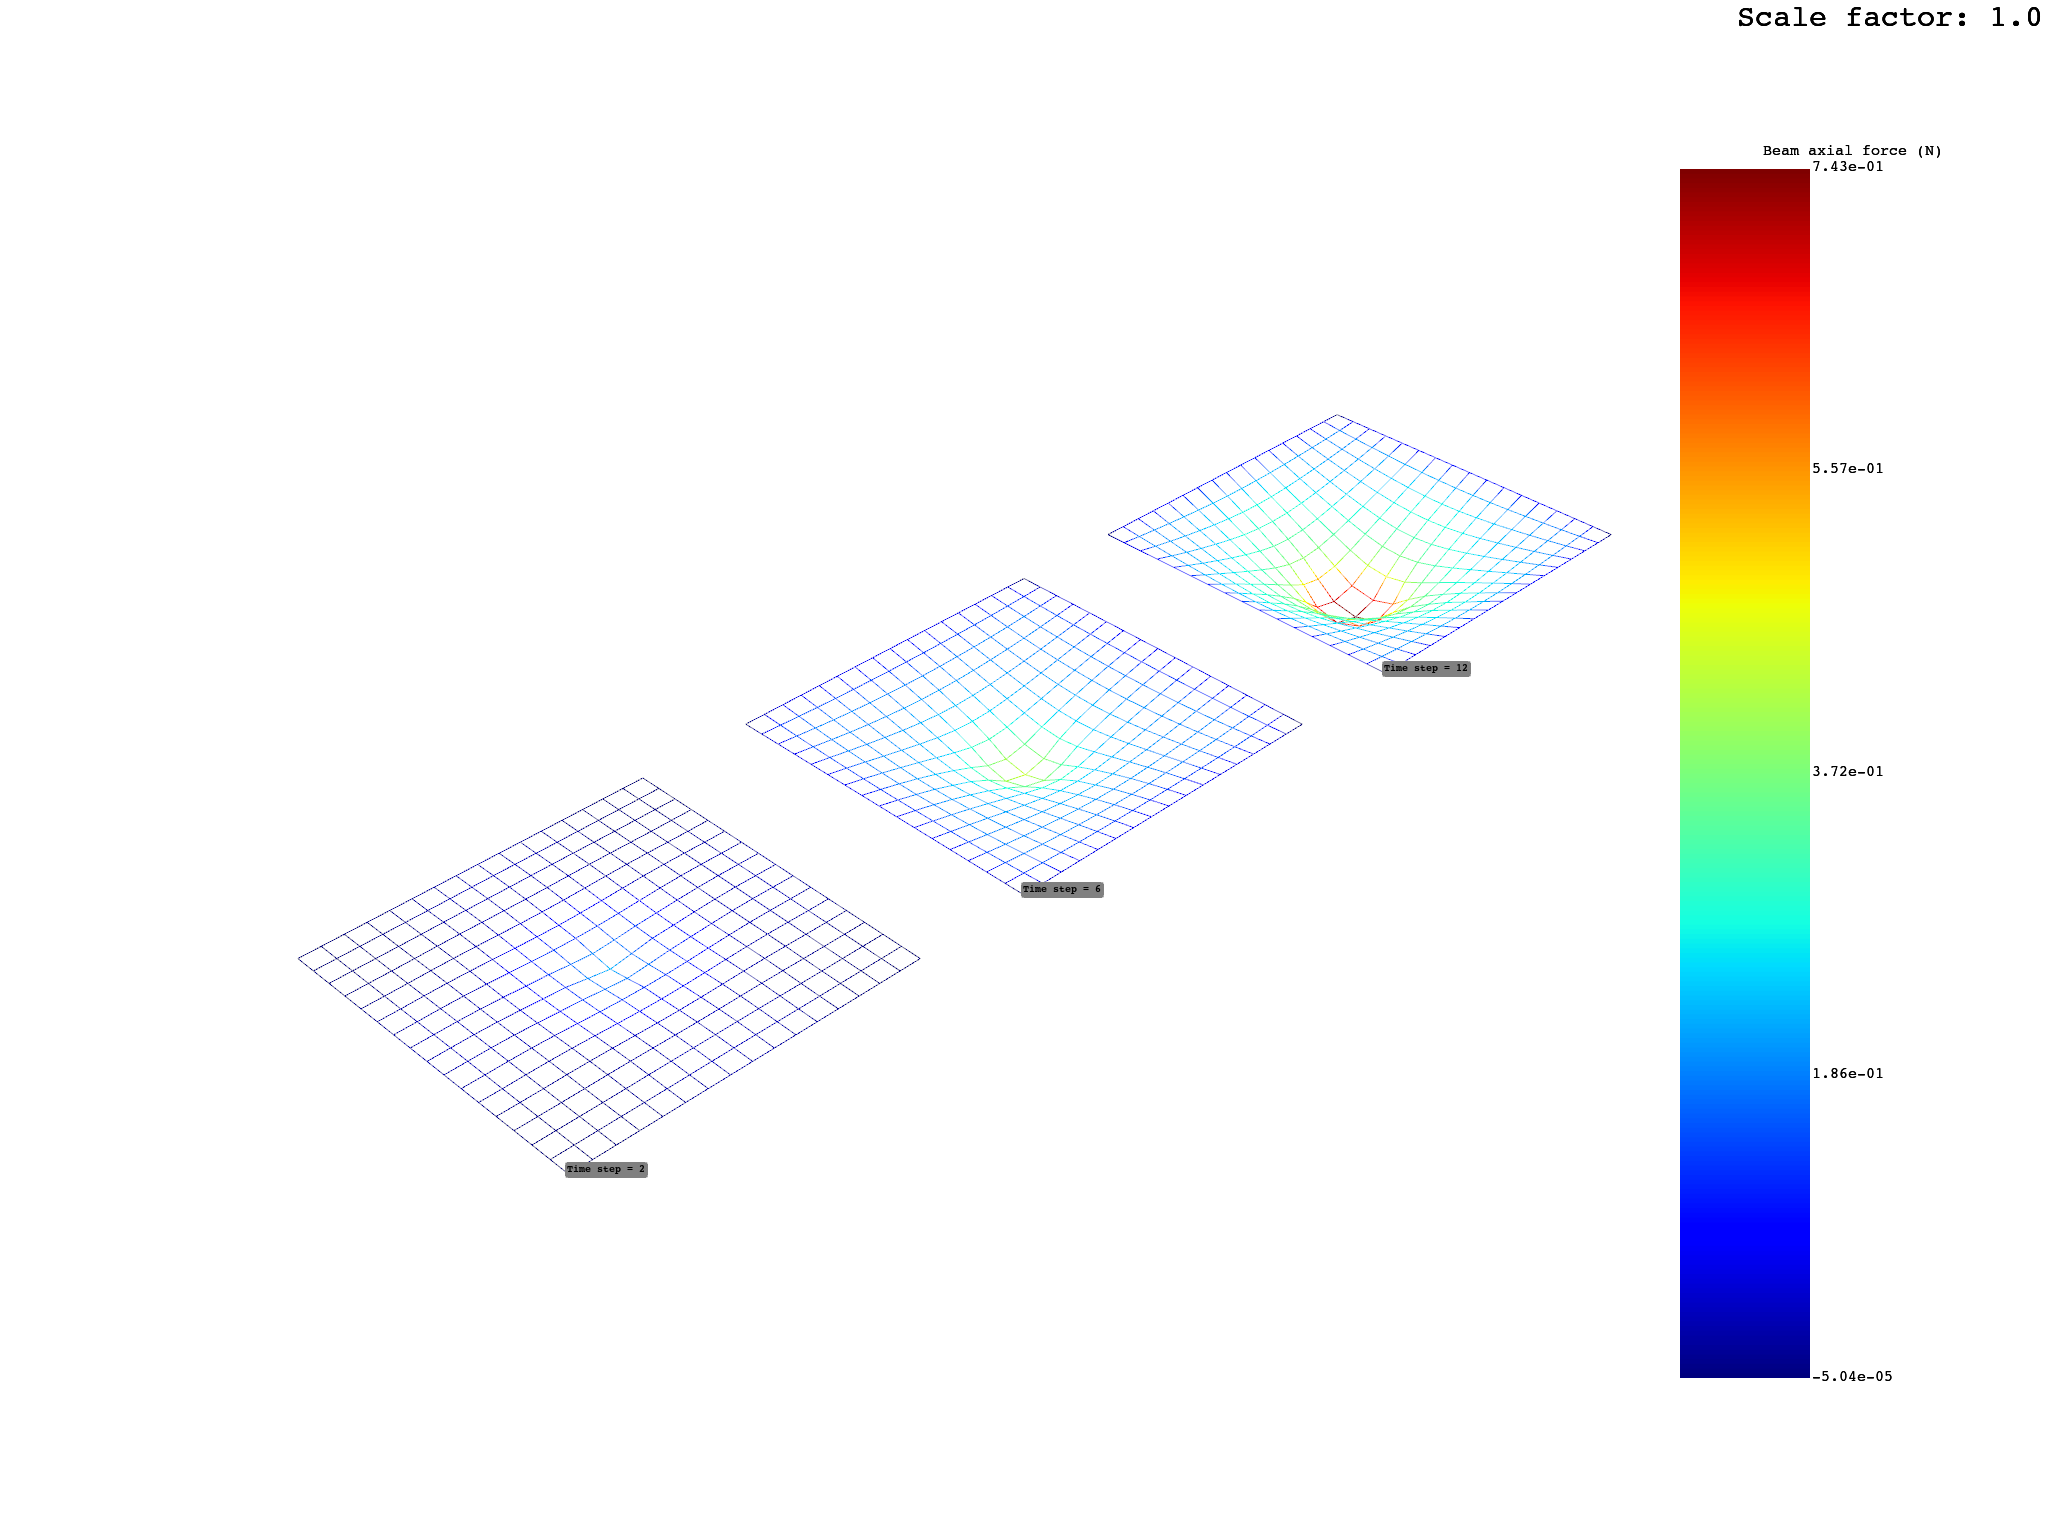 Scale factor: 1.0
Beam axial force (N)
7.43e-01
5.57e-01
3.72e-01
1.86e-01
-5.04e-05
Time step = 12
Time step = 6
Time step = 2